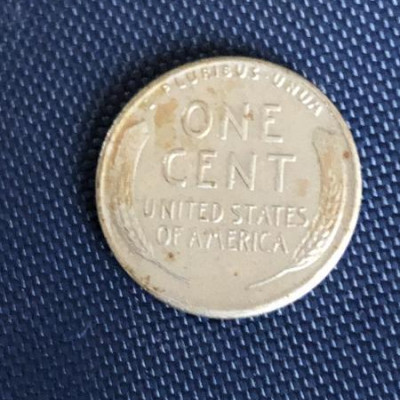 E·PLURIBUS·UNUM
ONE
CENT
UNITED STATES
OF AMERICA